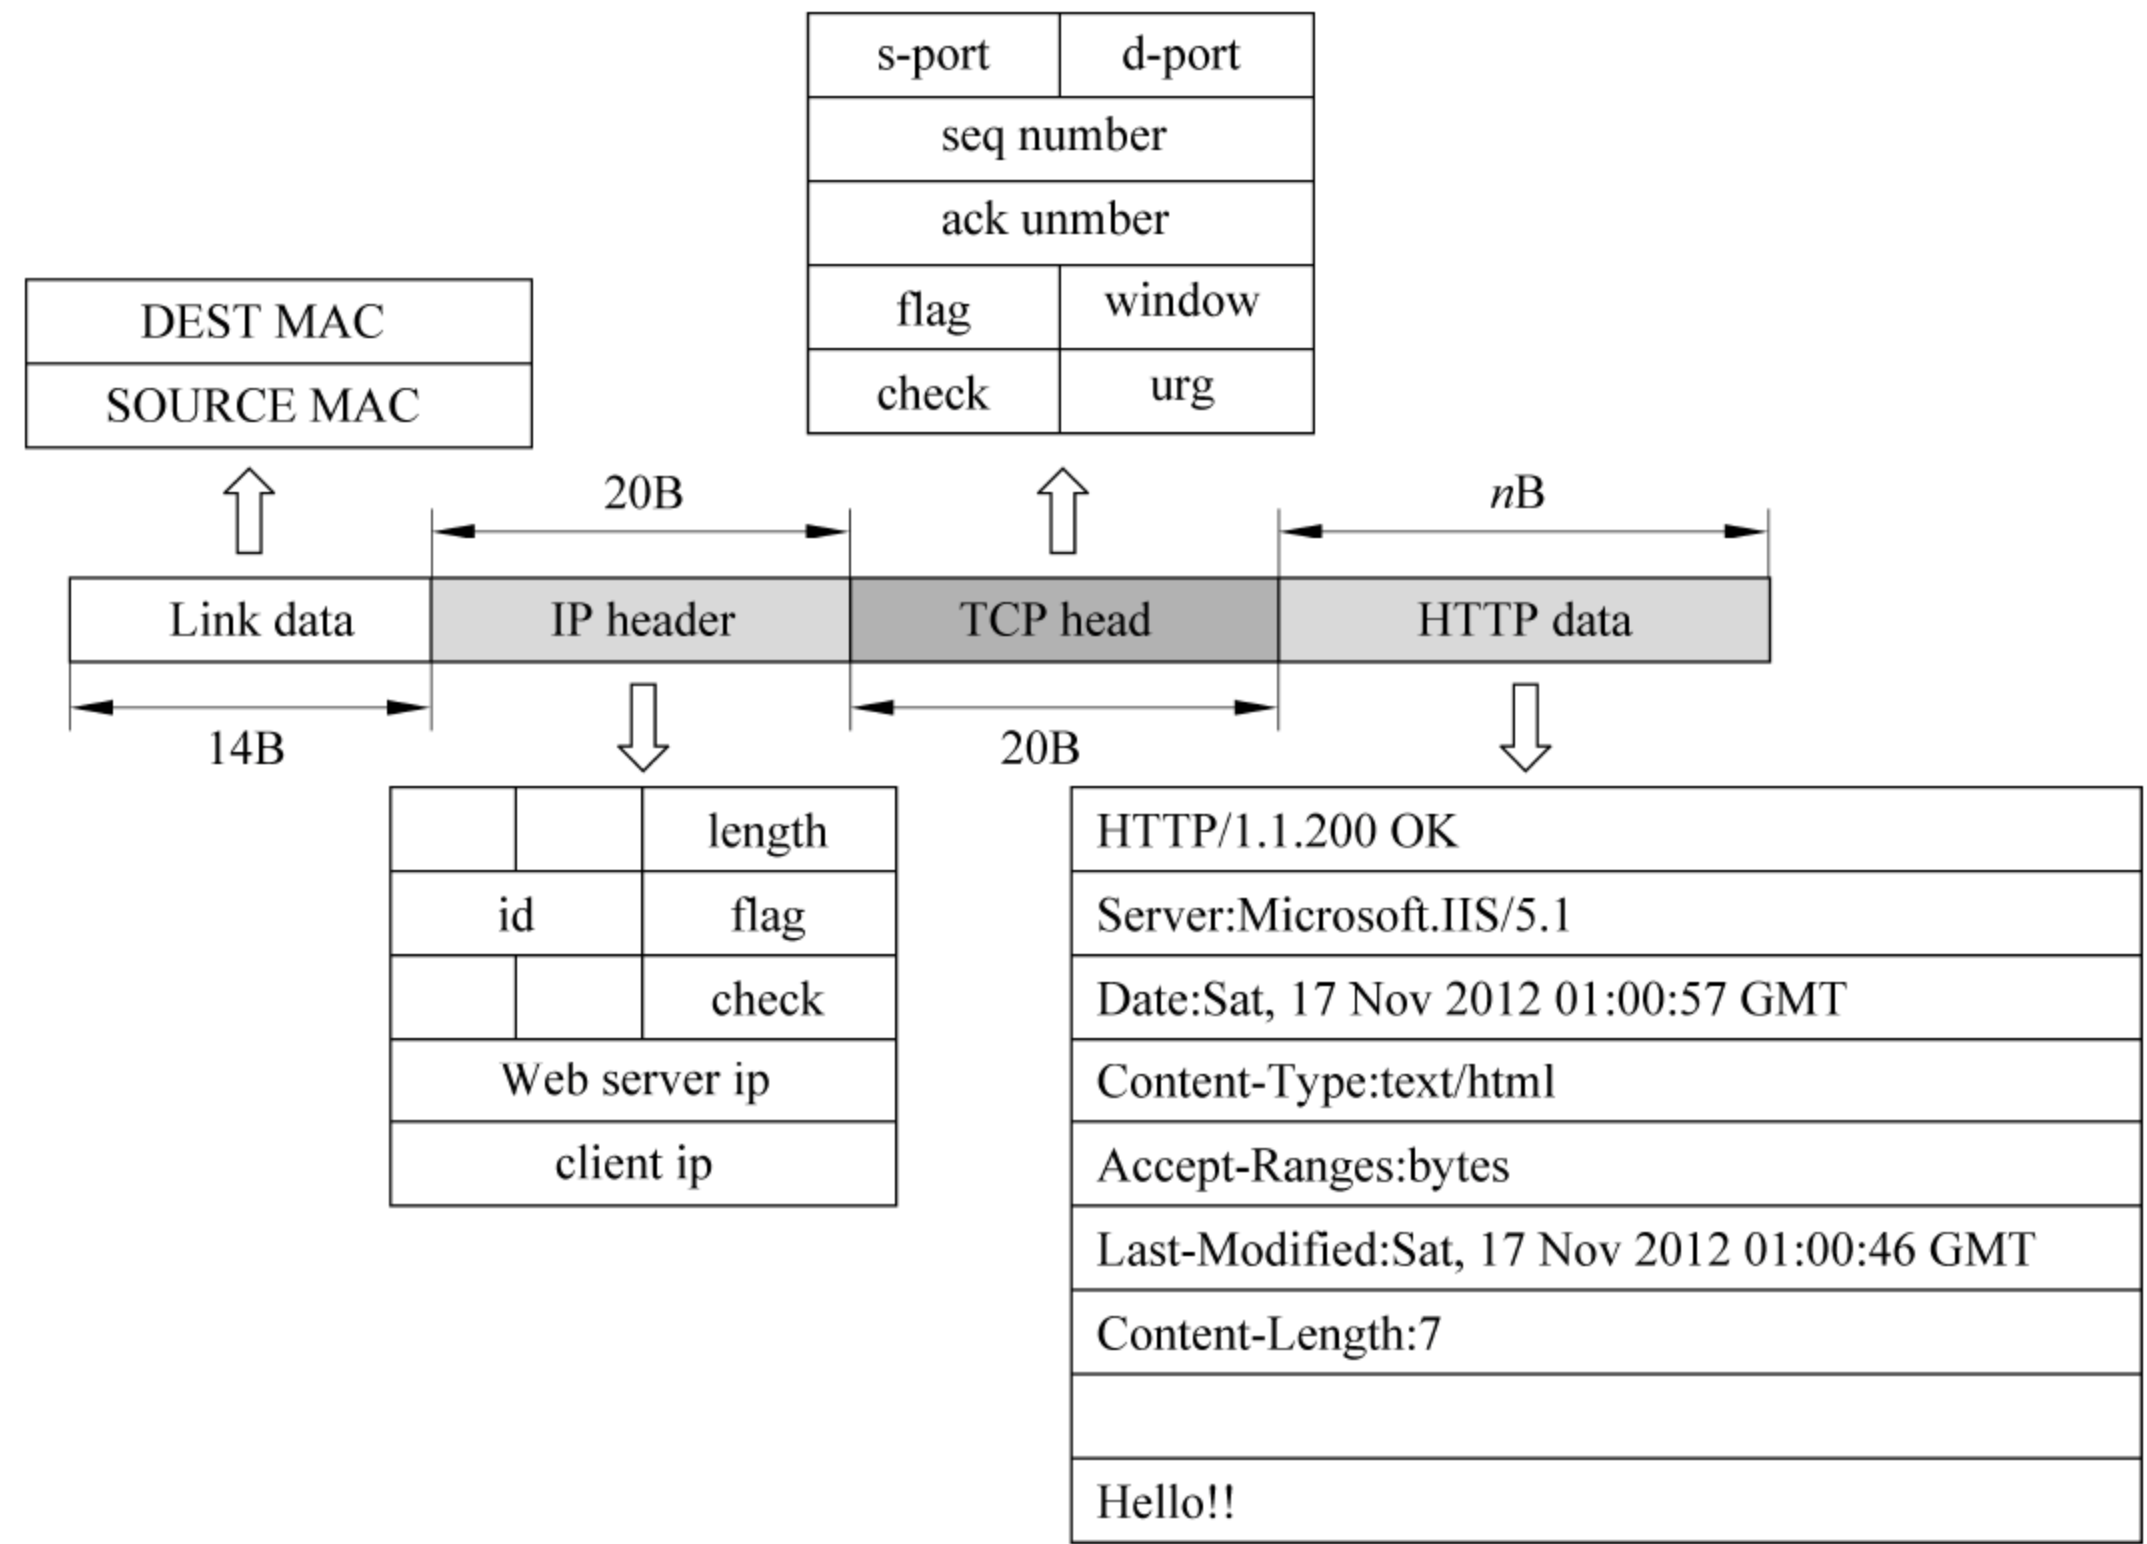 s-port d-port
seq number
ack unmber
flag window
check urg
DEST MAC
SOURCE MAC
20B nB
Link data IP header TCP head HTTP data
14B 20B
length
id flag
check
Web server ip
client ip
HTTP/1.1.200 OK
Server:Microsoft.IIS/5.1
Date:Sat, 17 Nov 2012 01:00:57 GMT
Content-Type:text/html
Accept-Ranges:bytes
Last-Modified:Sat, 17 Nov 2012 01:00:46 GMT
Content-Length:7
Hello!!